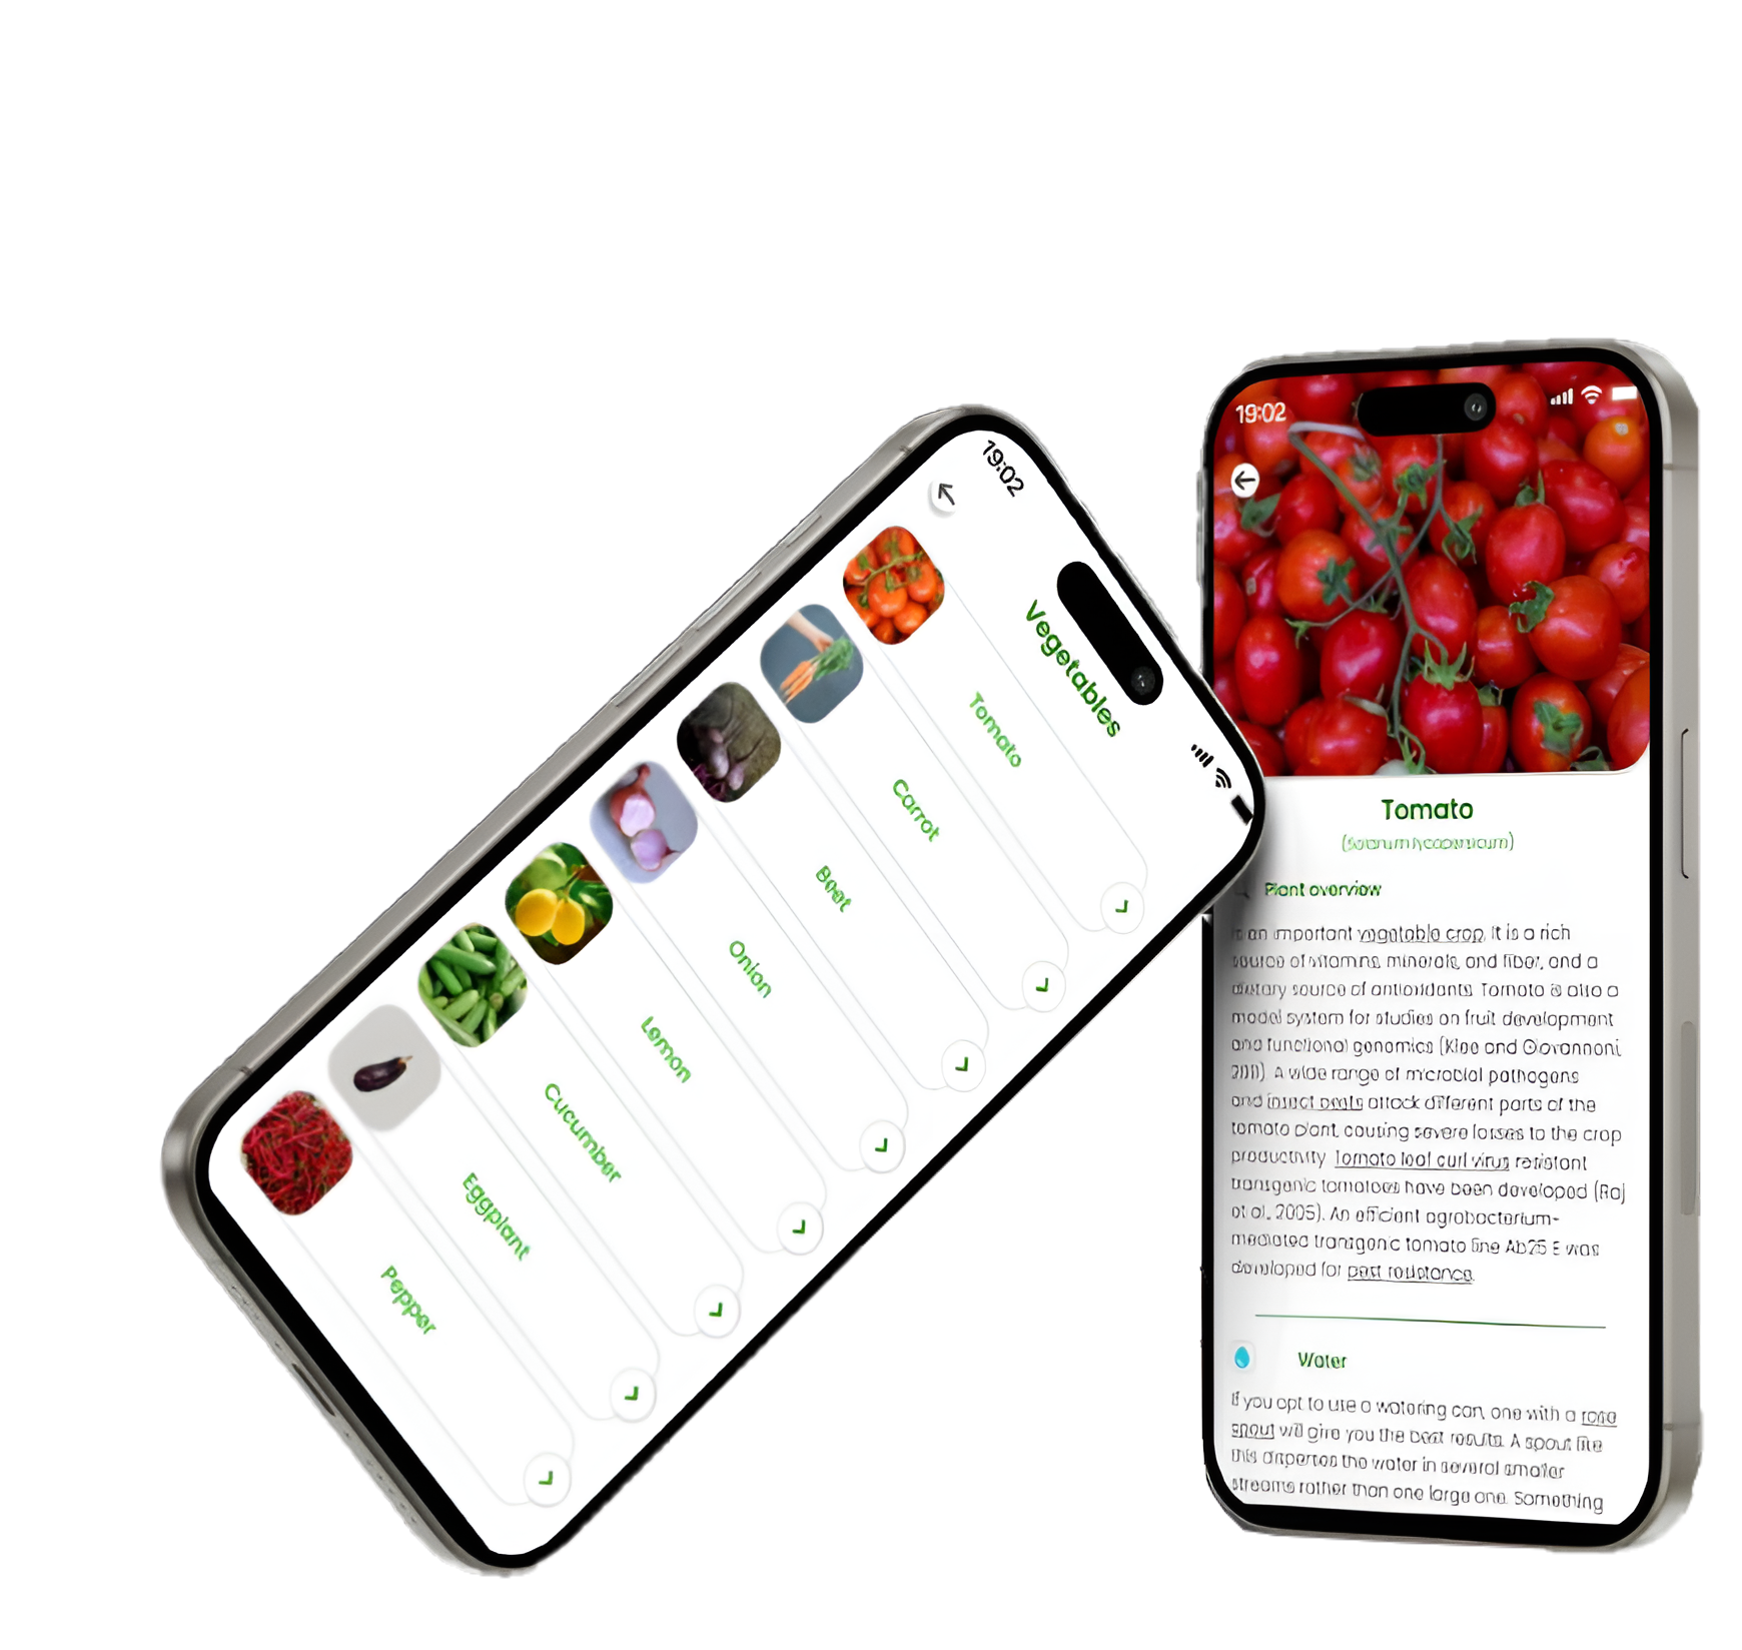 19:02
Vegetables
Tomato
Carrot
Beet
Onion
Lemon
Cucumber
Eggplant
Pepper
19:02
Tomato
Plant overview
is an important vegetable crop. It is a rich
source of vitamins, minerals, and fiber, and a
dietary source of antioxidants. Tomato is also a
model system for studies on fruit development
and functional genomics (Klee and Giovannoni,
2011). A wide range of microbial pathogens
and insect pests attack different parts of the
tomato plant, causing severe losses to the crop
productivity. Tomato leaf curl virus resistant
transgenic tomatoes have been developed (Raj
et al., 2005). An efficient agrobacterium-
mediated transgenic tomato line Ab25 E was
developed for pest resistance.
Water
If you opt to use a watering can, one with a rose
spout will give you the best results. A spout like
this disperses the water in several smaller
streams rather than one large one. Something